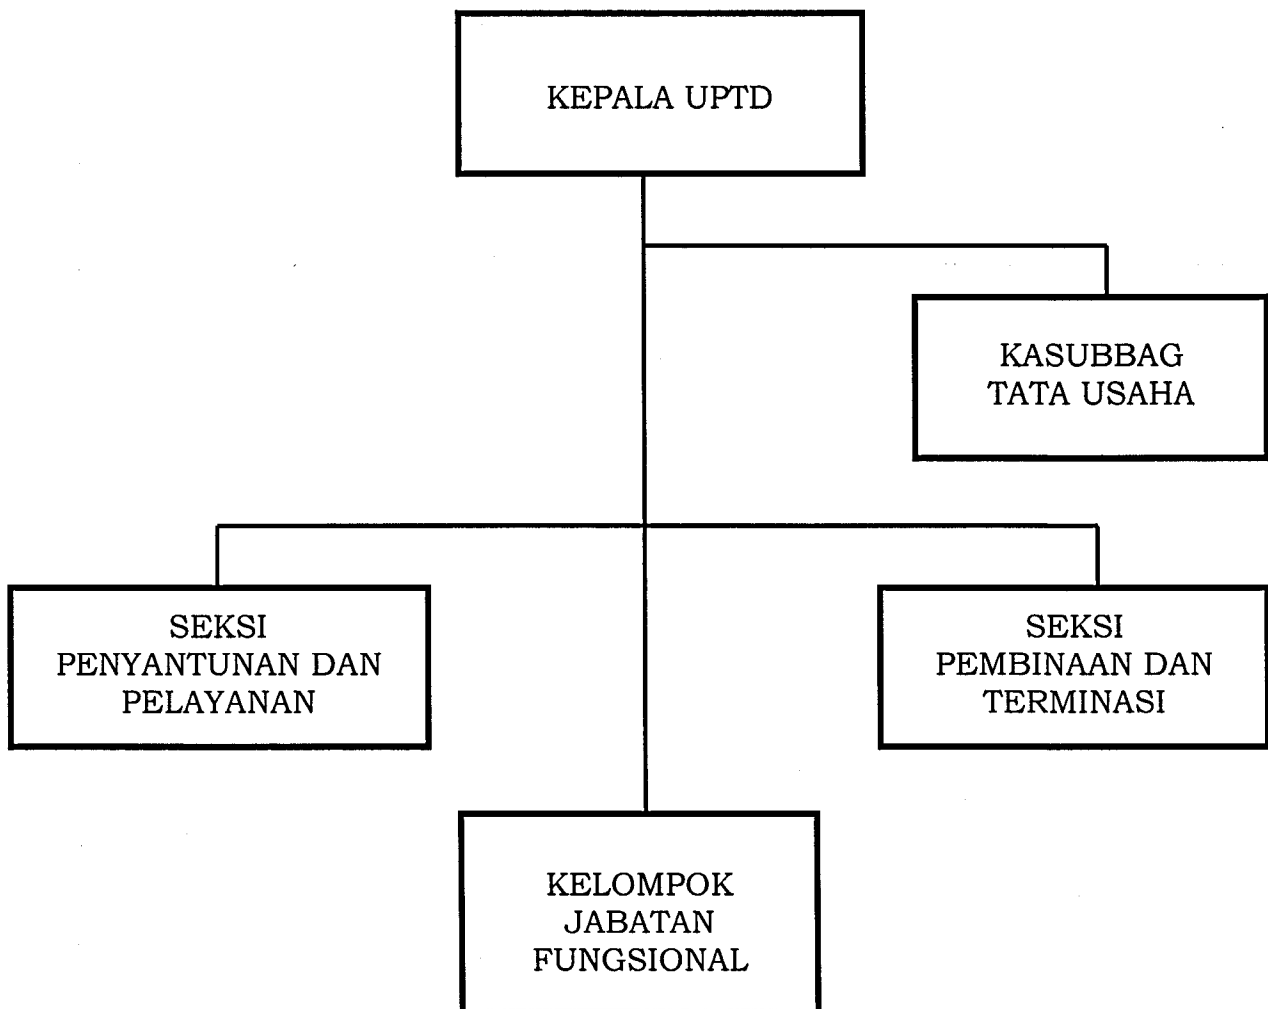 KEPALA UPTD
KASUBBAG
TATA USAHA
SEKSI
PENYANTUNAN DAN
PELAYANAN
SEKSI
PEMBINAAN DAN
TERMINASI
KELOMPOK
JABATAN
FUNGSIONAL